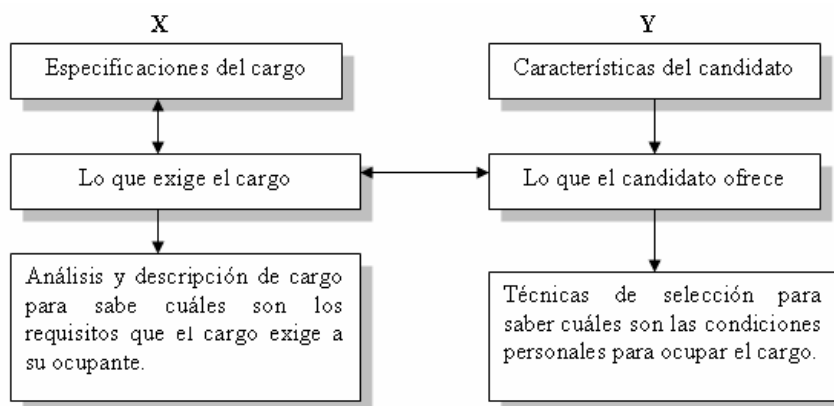 X
Especificaciones del cargo
Lo que exige el cargo
Análisis y descripción de cargo
para sabe cuáles son los
requisitos que el cargo exige a
su ocupante.
Y
Características del candidato
Lo que el candidato ofrece
Técnicas de selección para
saber cuáles son las condiciones
personales para ocupar el cargo.